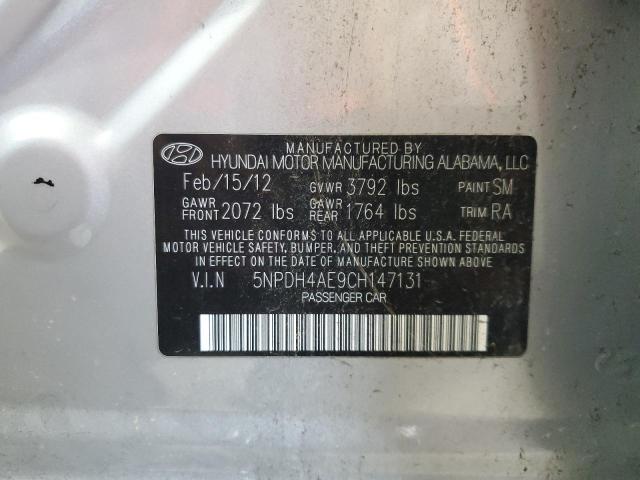 MANUFACTURED BY
HYUNDAI MOTOR MANUFACTURING ALABAMA, LLC
Feb/15/12 GVWR 3792 lbs PAINT SM
GAWR FRONT 2072 lbs GAWR REAR 1764 lbs TRIM RA
THIS VEHICLE CONFORMS TO ALL APPLICABLE U.S.A. FEDERAL
MOTOR VEHICLE SAFETY, BUMPER, AND THEFT PREVENTION STANDARDS
IN EFFECT ON THE DATE OF MANUFACTURE SHOWN ABOVE.
V.I.N 5NPDH4AE9CH147131
PASSENGER CAR